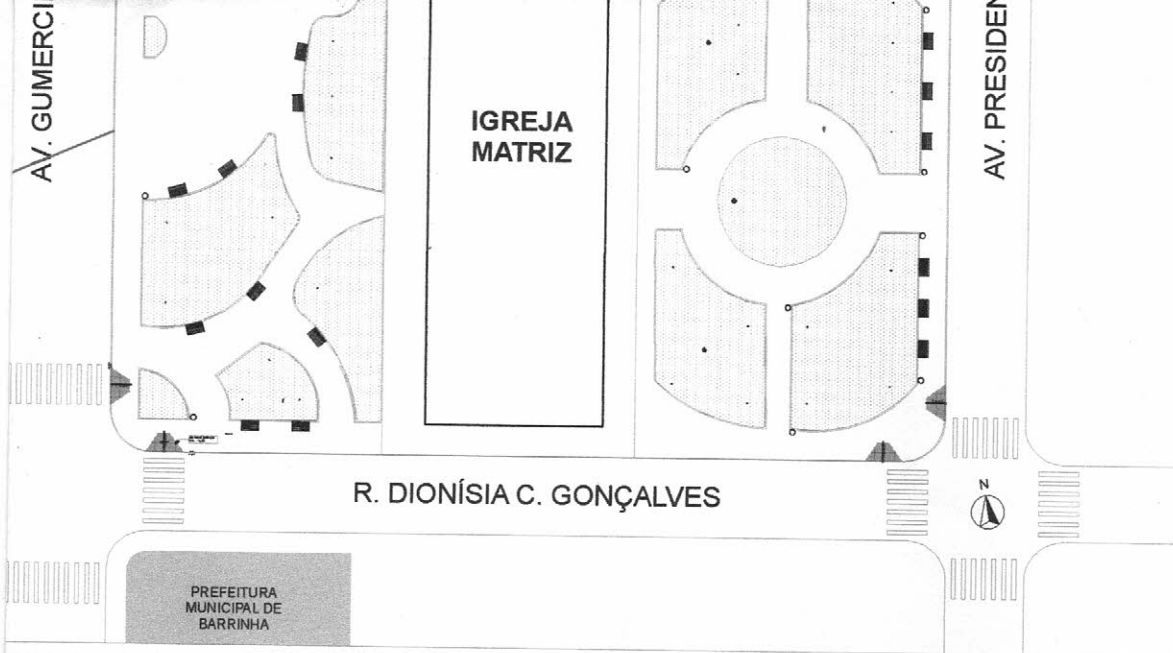 AV. GUMERCI
IGREJA
MATRIZ
AV. PRESIDEN
R. DIONÍSIA C. GONÇALVES
N
PREFEITURA
MUNICIPAL DE
BARRINHA